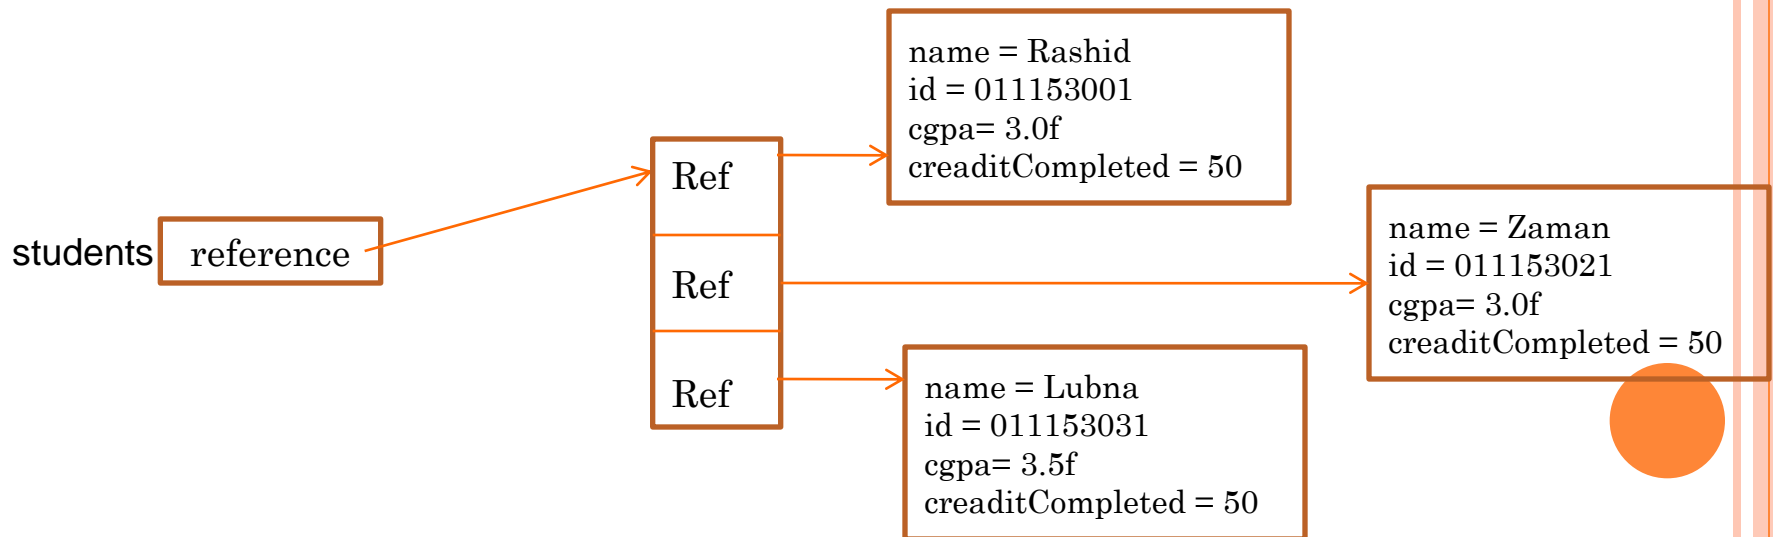 students
reference
Ref
Ref
Ref
name = Rashid
id = 011153001
cgpa= 3.0f
creaditCompleted = 50
name = Zaman
id = 011153021
cgpa= 3.0f
creaditCompleted = 50
name = Lubna
id = 011153031
cgpa= 3.5f
creaditCompleted = 50